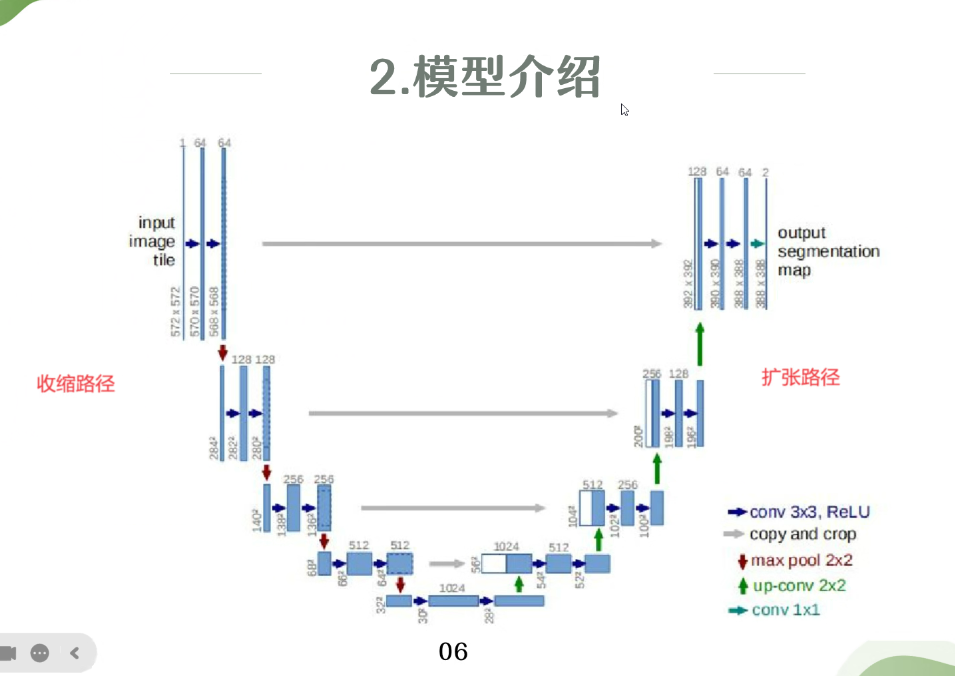 2.模型介绍
1 64 64
128 64 64 2
input
image
tile
output
segmentation
map
572 x 572
570 x 570
568 x 568
392 x 392
390 x 390
388 x 388
388 x 388
128 128
256 128
收缩路径
扩张路径
284²
282²
280²
200²
198²
196²
256 256
512 256
140²
138²
136²
104²
102²
100²
512 512
1024 512
68²
66²
64²
56²
54²
52²
1024
32²
30²
28²
conv 3x3, ReLU
copy and crop
max pool 2x2
up-conv 2x2
conv 1x1
06